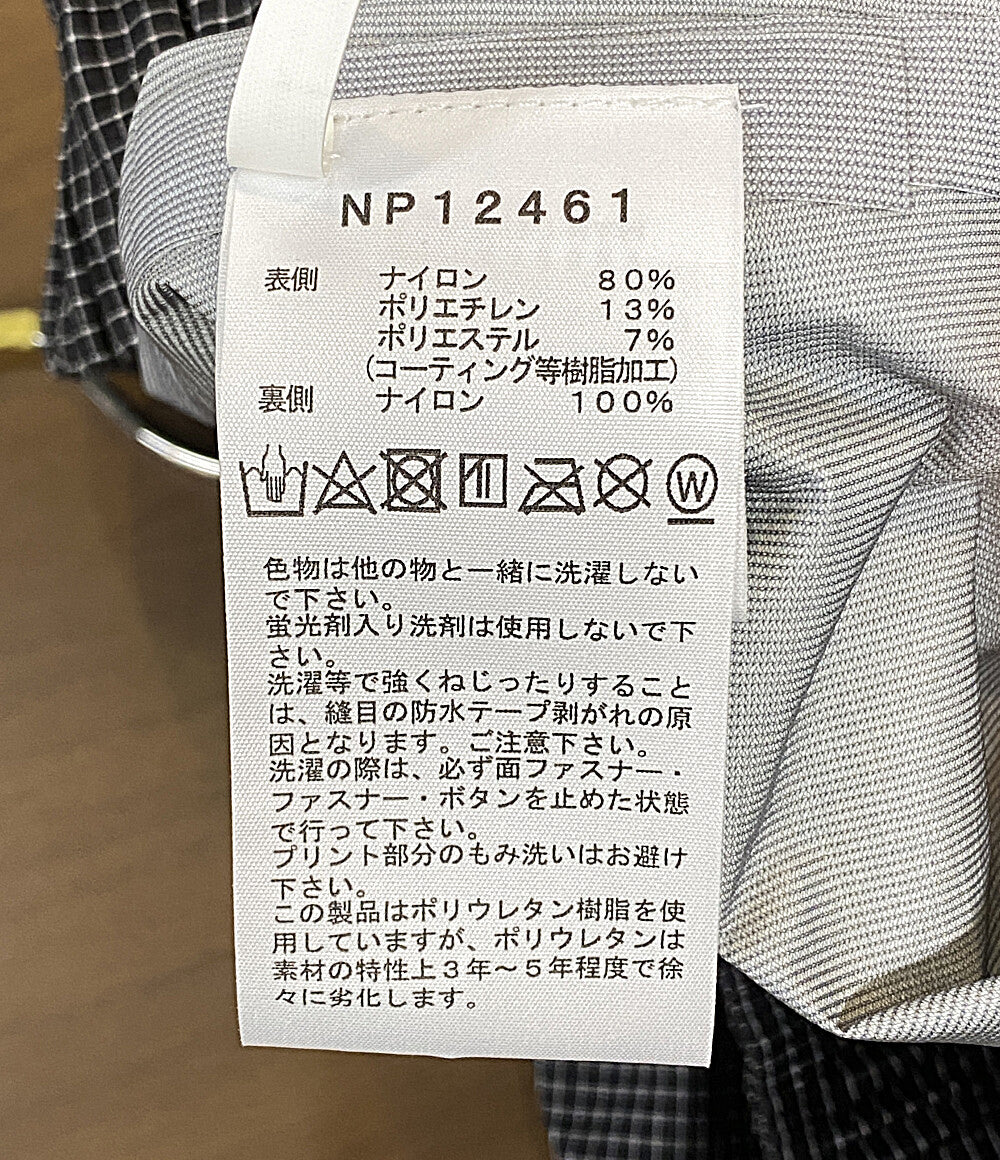 NP12461
表側 ナイロン 80%
ポリエチレン 13%
ポリエステル 7%
(コーティング等樹脂加工)
裏側 ナイロン 100%
W
色物は他の物と一緒に洗濯しない
で下さい。
蛍光剤入り洗剤は使用しないで下
さい。
洗濯等で強くねじったりすること
は、縫目の防水テープ剥がれの原
因となります。ご注意下さい。
洗濯の際は、必ず面ファスナー・
ファスナー・ボタンを止めた状態
で行って下さい。
プリント部分のもみ洗いはお避け
下さい。
この製品はポリウレタン樹脂を使
用していますが、ポリウレタンは
素材の特性上3年～5年程度で徐
々に劣化します。